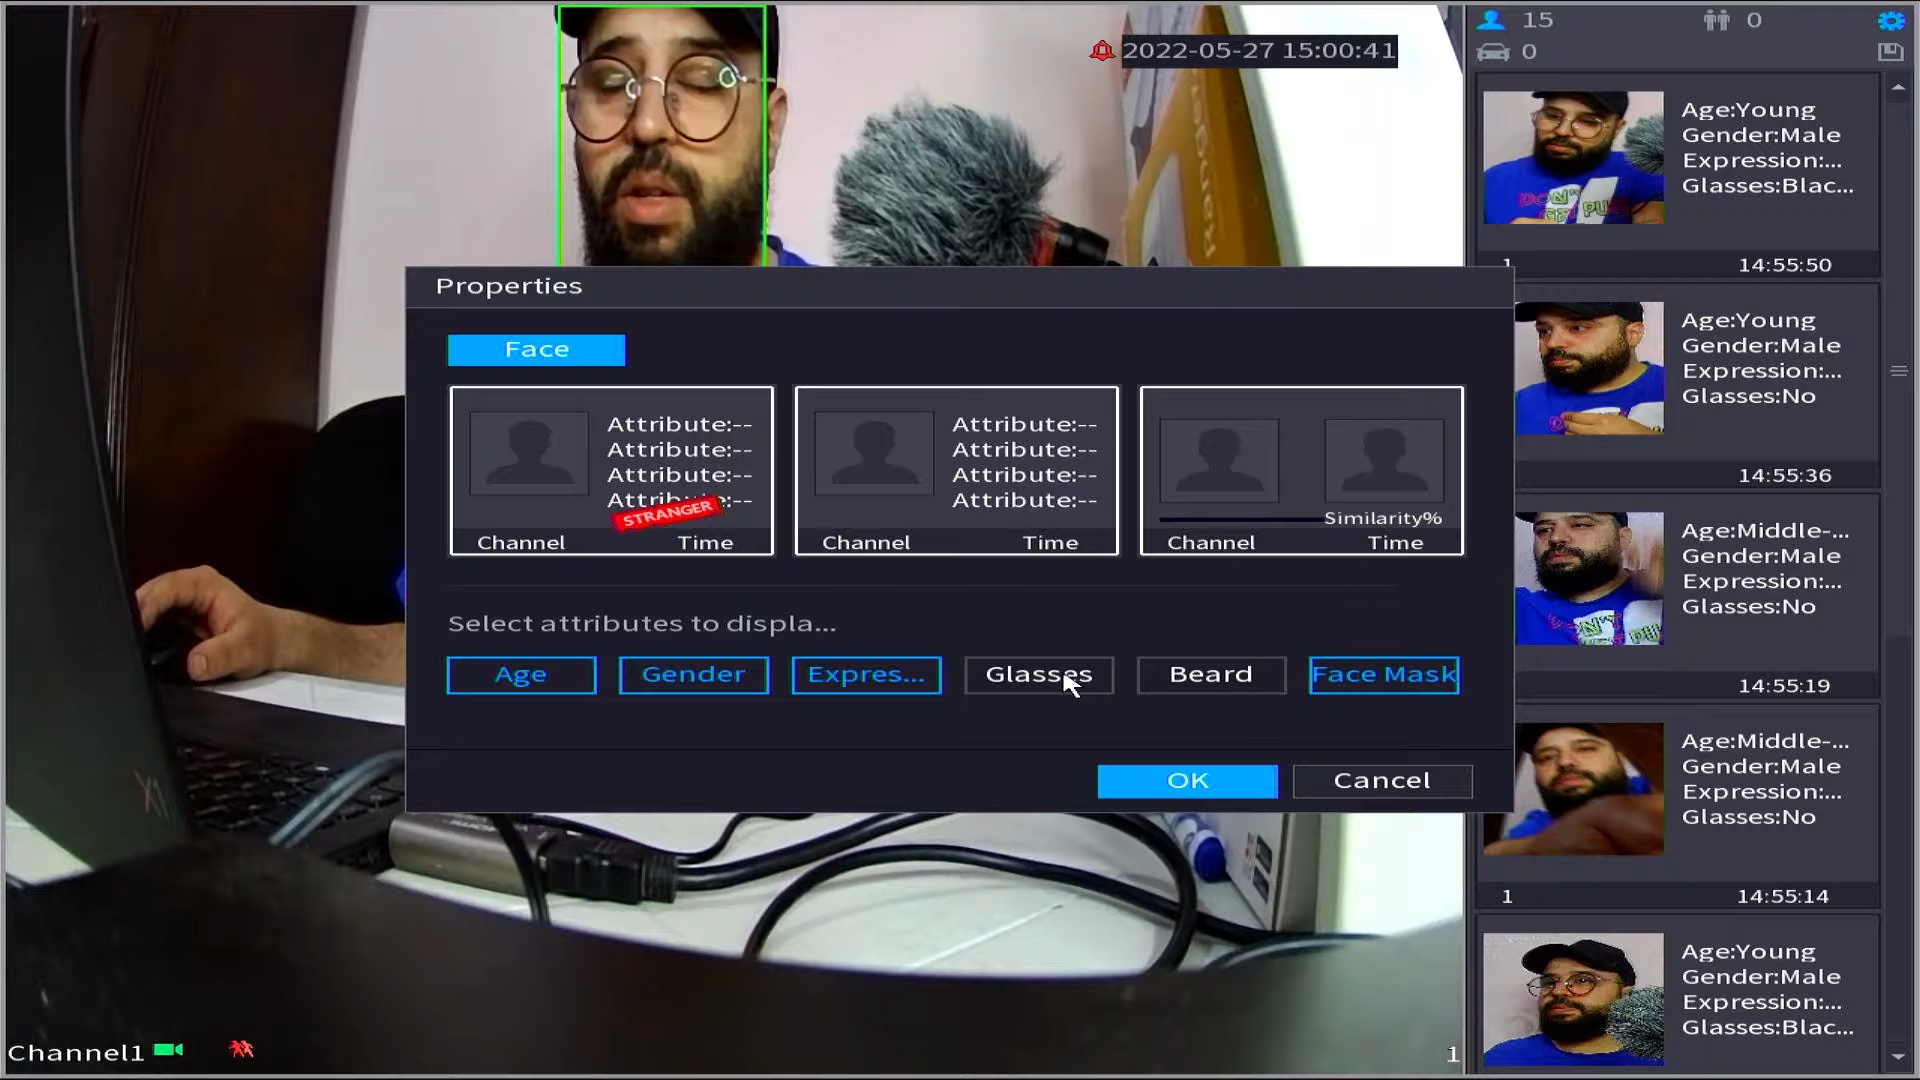 2022-05-27 15:00:41
15
0
0
Age:Young
Gender:Male
Expression:...
Glasses:Blac...
1
14:55:50
Age:Young
Gender:Male
Expression:...
Glasses:No
14:55:36
Age:Middle-...
Gender:Male
Expression:...
Glasses:No
14:55:19
Age:Middle-...
Gender:Male
Expression:...
Glasses:No
1
14:55:14
Age:Young
Gender:Male
Expression:...
Glasses:Blac...
Properties
Face
Attribute:--
Attribute:--
Attribute:--
Attribute:--
STRANGER
Channel
Time
Attribute:--
Attribute:--
Attribute:--
Attribute:--
Channel
Time
Similarity%
Channel
Time
Select attributes to displa...
Age
Gender
Expres...
Glasses
Beard
Face Mask
OK
Cancel
Channel1
1